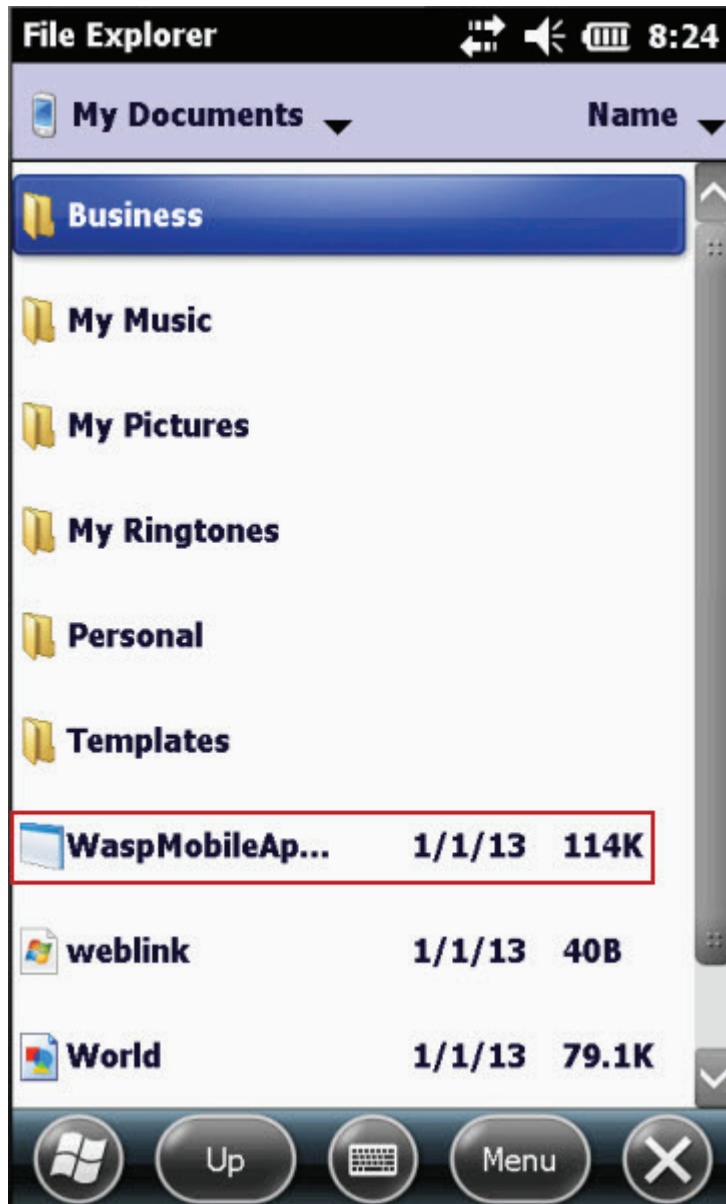 File Explorer 8:24
My Documents Name
Business
My Music
My Pictures
My Ringtones
Personal
Templates
WaspMobileAp... 1/1/13 114K
weblink 1/1/13 40B
World 1/1/13 79.1K
Up Menu